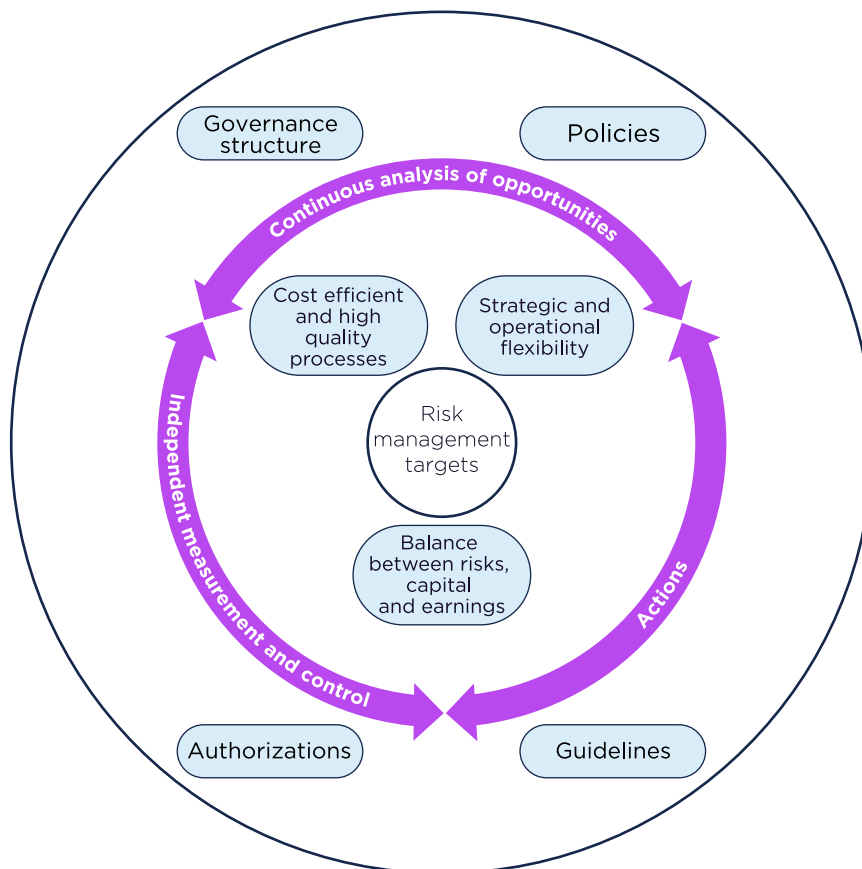 Governance
structure
Policies
Continuous analysis of opportunities
Cost efficient
and high
quality
processes
Strategic and
operational
flexibility
Risk
management
targets
Independent measurement and control
Balance
between risks,
capital
and earnings
Actions
Authorizations
Guidelines